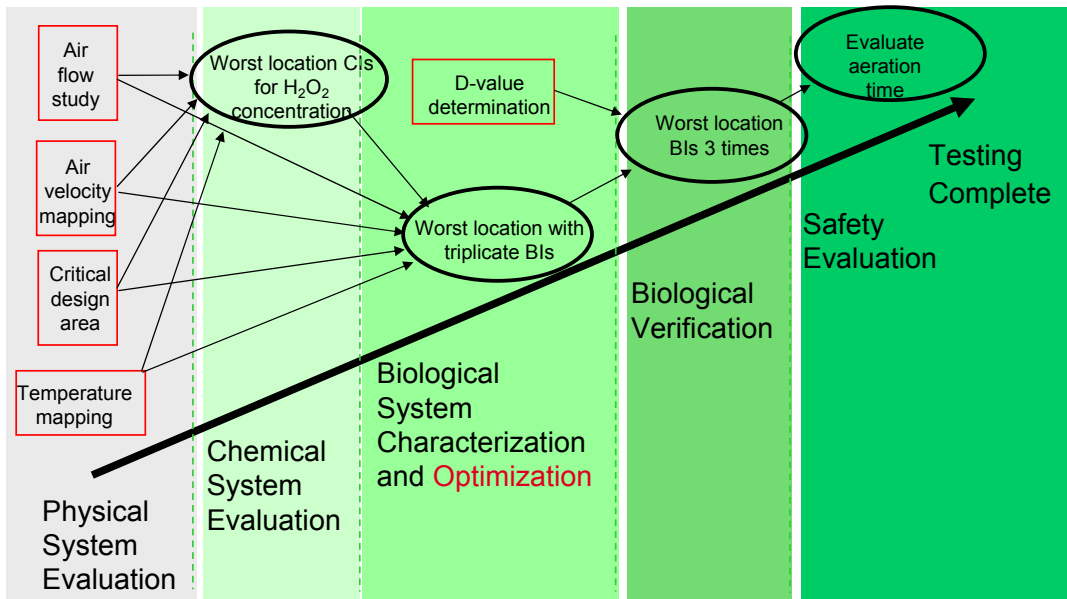 Air
flow
study
Air
velocity
mapping
Critical
design
area
Temperature
mapping
Physical
System
Evaluation
Worst location CIs
for H₂O₂
concentration
Chemical
System
Evaluation
D-value
determination
Worst location with
triplicate BIs
Biological
System
Characterization
and Optimization
Worst location
BIs 3 times
Biological
Verification
Evaluate
aeration
time
Safety
Evaluation
Testing
Complete